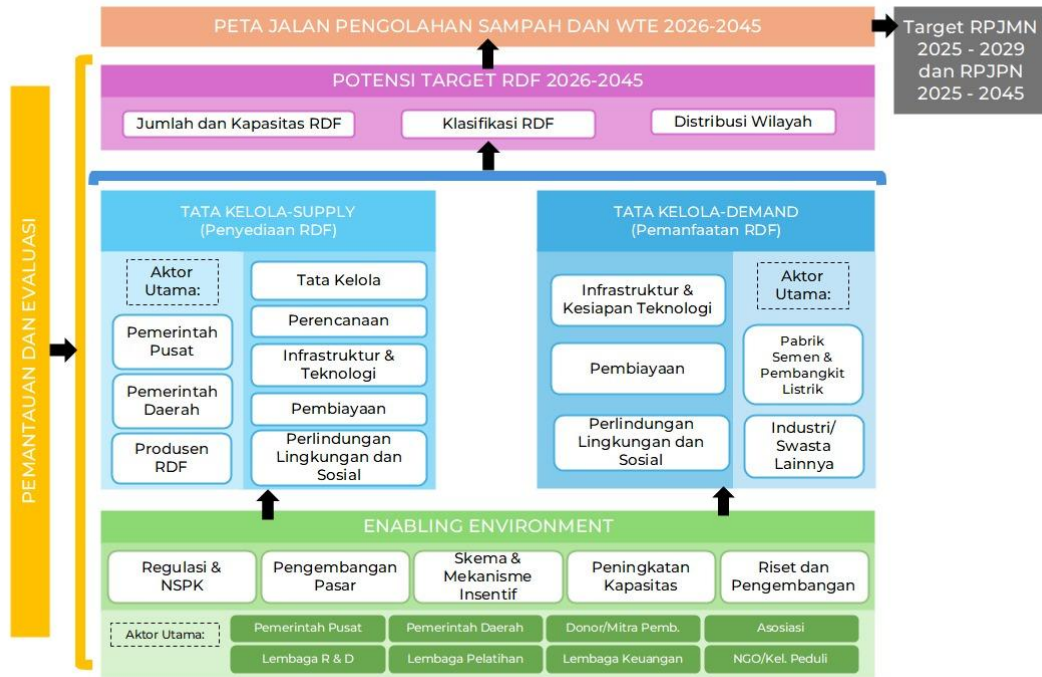 PETA JALAN PENGOLAHAN SAMPAH DAN WTE 2026-2045
Target RPJMN
2025 - 2029
dan RPJPN
2025 - 2045
POTENSI TARGET RDF 2026-2045
Jumlah dan Kapasitas RDF
Klasifikasi RDF
Distribusi Wilayah
PEMANTAUAN DAN EVALUASI
TATA KELOLA-SUPPLY
(Penyediaan RDF)
Aktor
Utama:
Pemerintah
Pusat
Pemerintah
Daerah
Produsen
RDF
Tata Kelola
Perencanaan
Infrastruktur &
Teknologi
Pembiayaan
Perlindungan
Lingkungan dan
Sosial
TATA KELOLA-DEMAND
(Pemanfaatan RDF)
Infrastruktur &
Kesiapan Teknologi
Pembiayaan
Perlindungan
Lingkungan dan
Sosial
Aktor
Utama:
Pabrik
Semen &
Pembangkit
Listrik
Industri/
Swasta
Lainnya
ENABLING ENVIRONMENT
Regulasi &
NSPK
Pengembangan
Pasar
Skema &
Mekanisme
Insentif
Peningkatan
Kapasitas
Riset dan
Pengembangan
Aktor Utama:
Pemerintah Pusat
Pemerintah Daerah
Donor/Mitra Pemb.
Asosiasi
Lembaga R & D
Lembaga Pelatihan
Lembaga Keuangan
NGO/Kel. Peduli